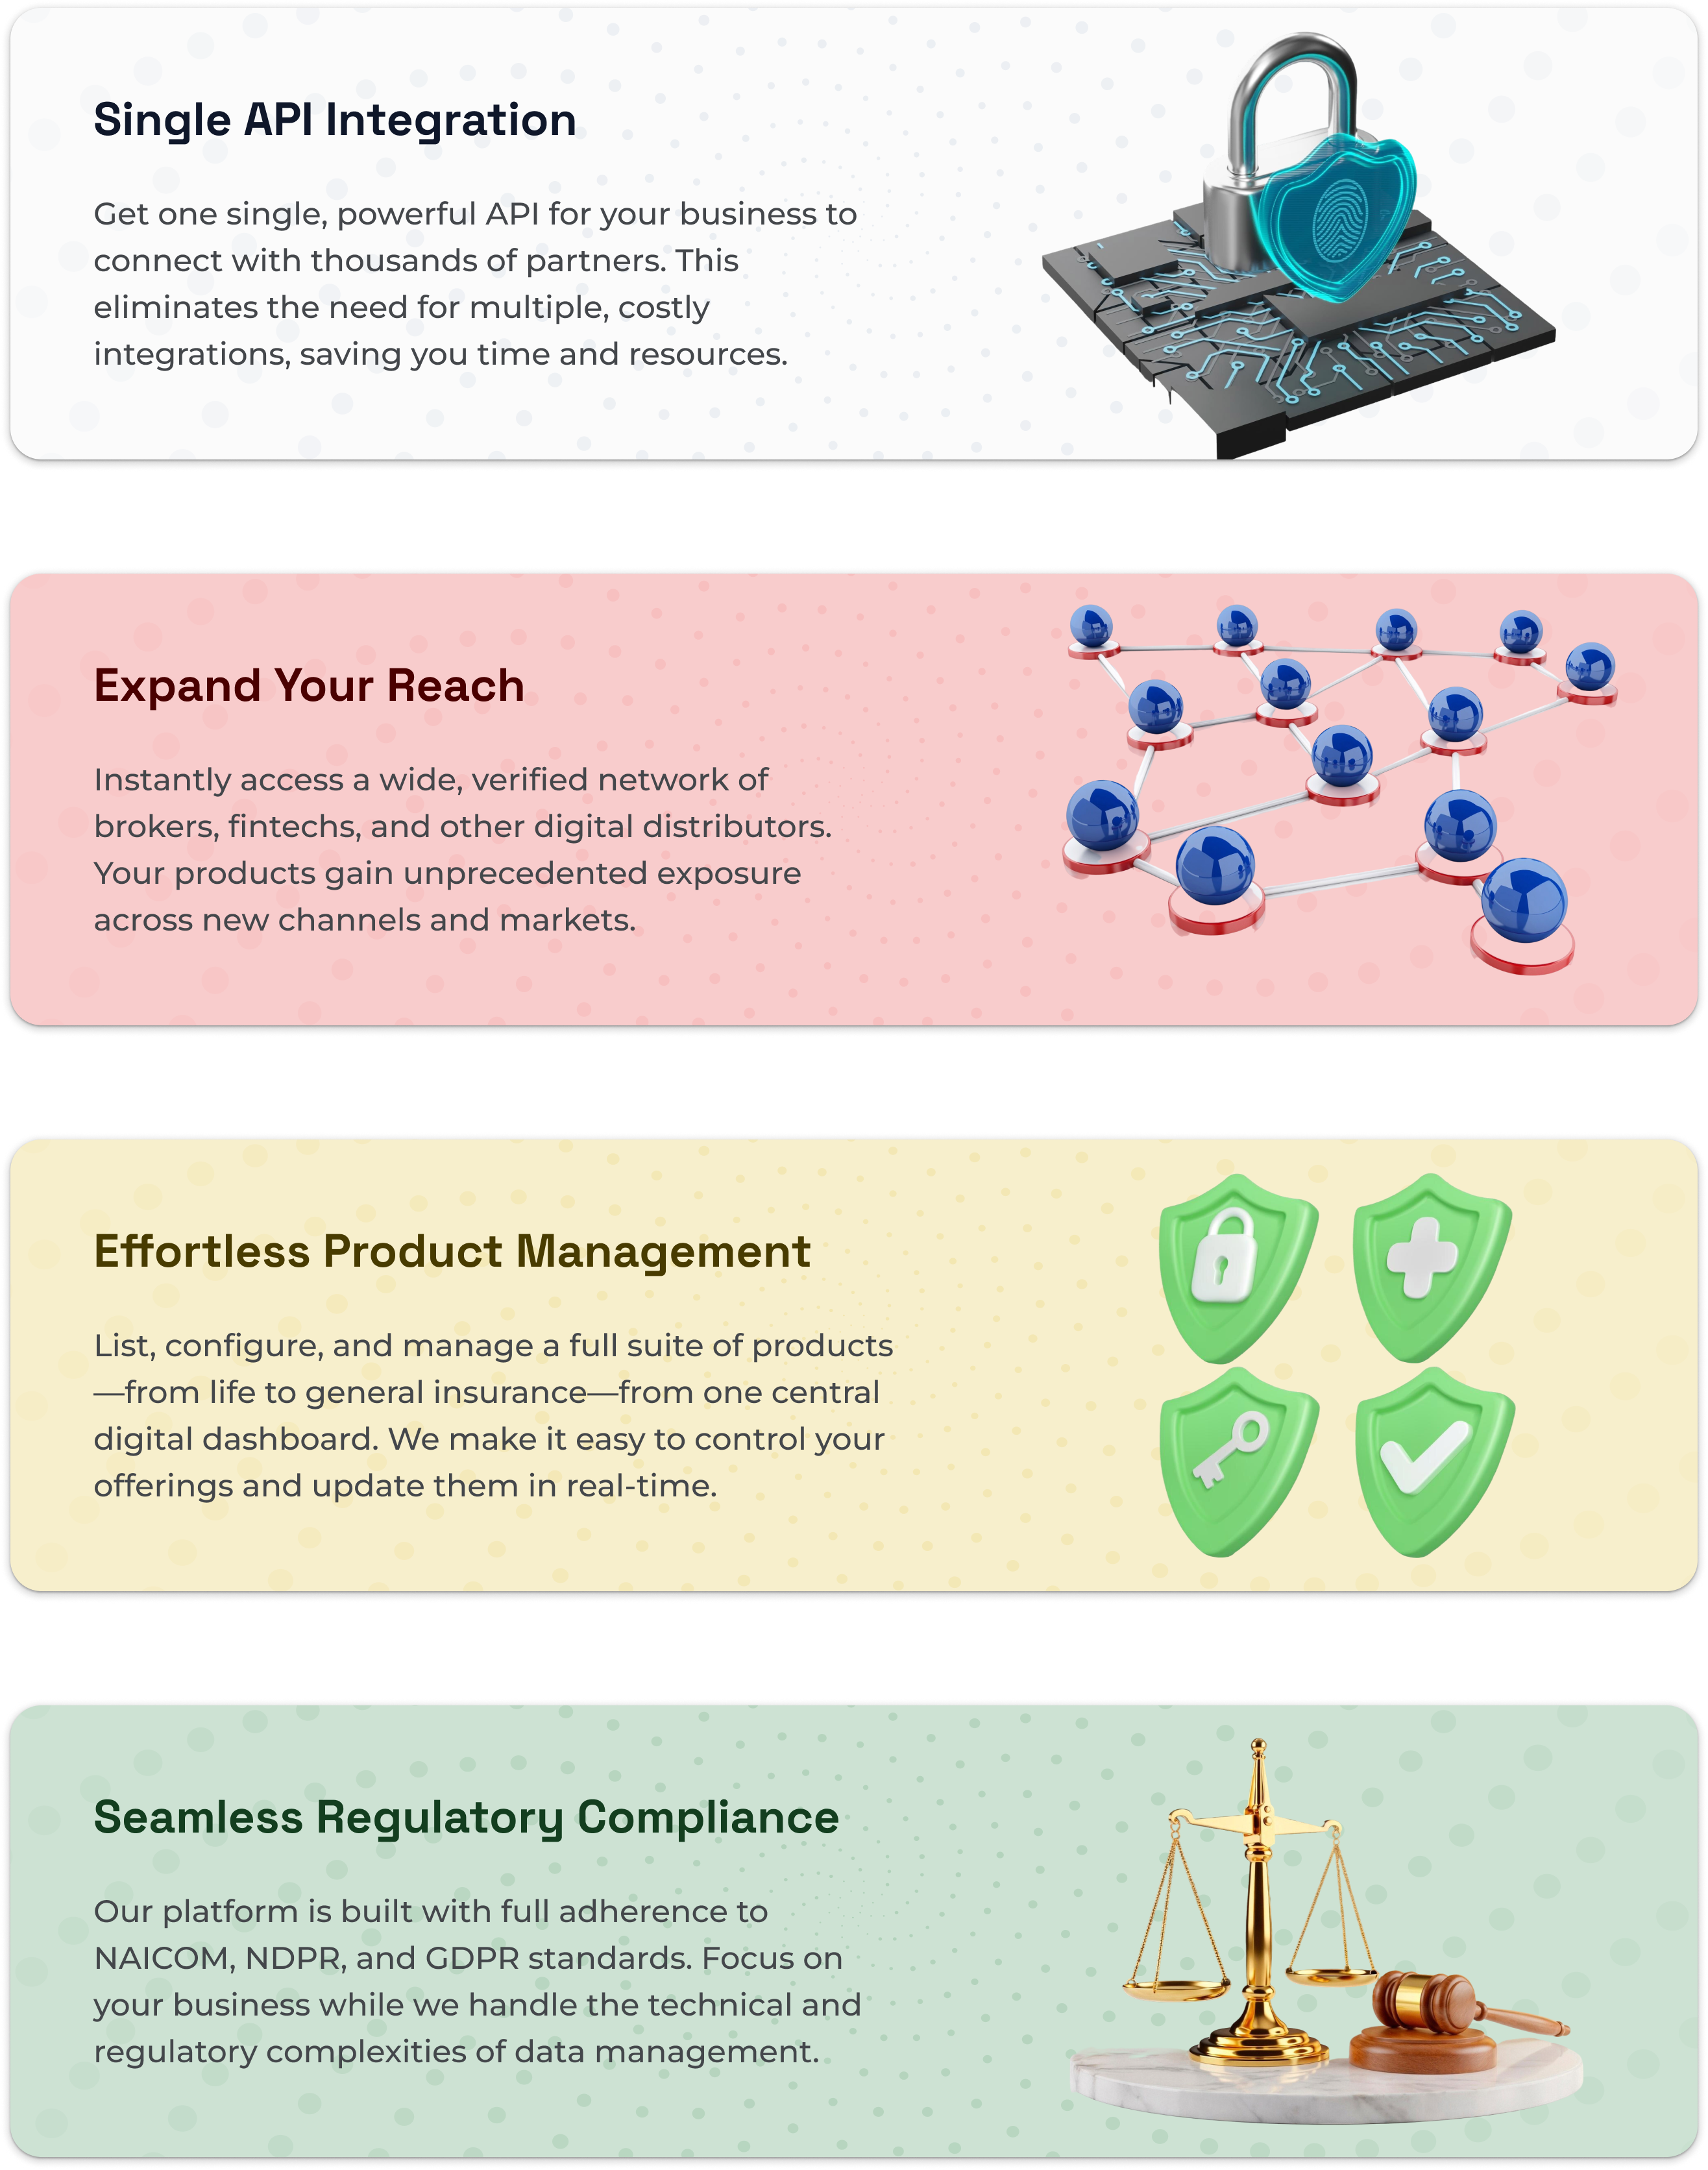 Single API Integration
Get one single, powerful API for your business to
connect with thousands of partners. This
eliminates the need for multiple, costly
integrations, saving you time and resources.
Expand Your Reach
Instantly access a wide, verified network of
brokers, fintechs, and other digital distributors.
Your products gain unprecedented exposure
across new channels and markets.
Effortless Product Management
List, configure, and manage a full suite of products
—from life to general insurance—from one central
digital dashboard. We make it easy to control your
offerings and update them in real-time.
Seamless Regulatory Compliance
Our platform is built with full adherence to
NAICOM, NDPR, and GDPR standards. Focus on
your business while we handle the technical and
regulatory complexities of data management.